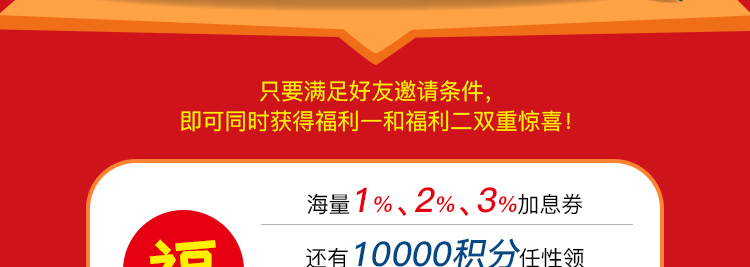 只要满足好友邀请条件,
即可同时获得福利一和福利二双重惊喜!
海量1%、2%、3%加息券
福
还有10000积分任性领